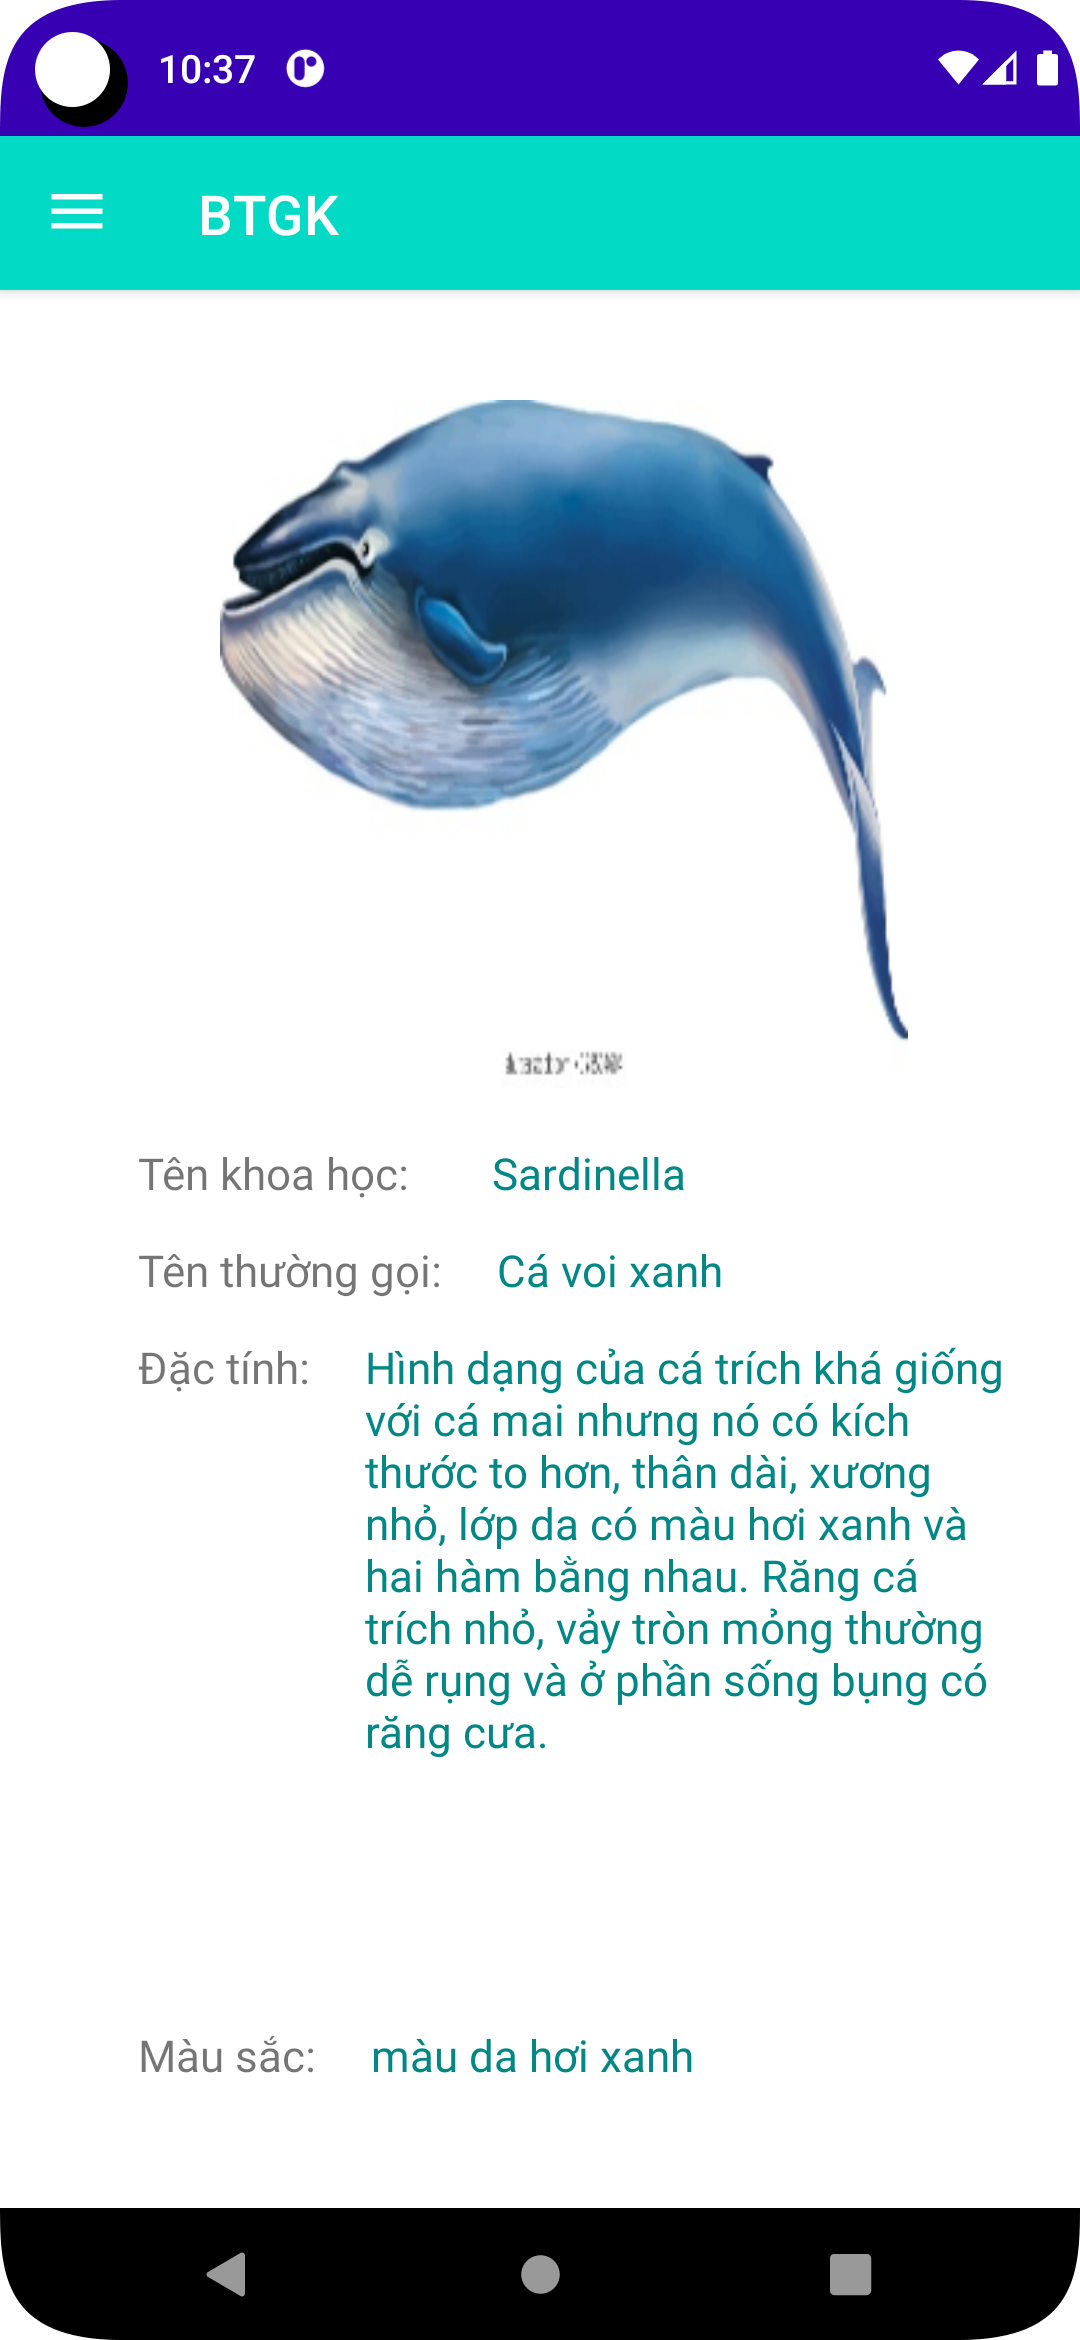 10:37
BTGK
Tên khoa học: Sardinella
Tên thường gọi: Cá voi xanh
Đặc tính: Hình dạng của cá trích khá giống
với cá mai nhưng nó có kích
thước to hơn, thân dài, xương
nhỏ, lớp da có màu hơi xanh và
hai hàm bằng nhau. Răng cá
trích nhỏ, vảy tròn mỏng thường
dễ rụng và ở phần sống bụng có
răng cưa.
Màu sắc: màu da hơi xanh